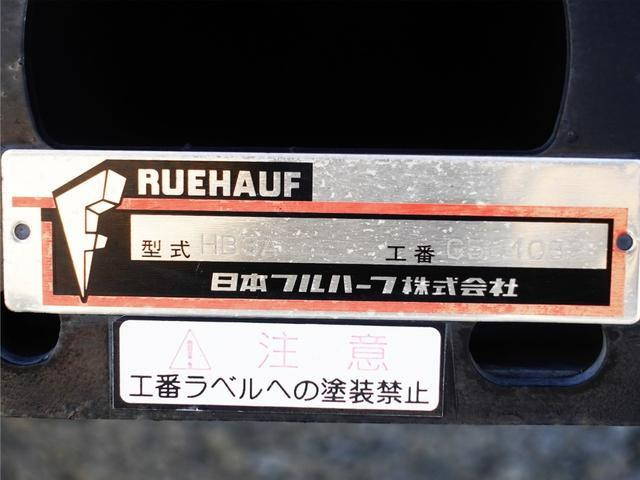 RUEHAUF
型式 HB3A 工番
日本フルハーフ株式会社
注意
工番ラベルへの塗装禁止